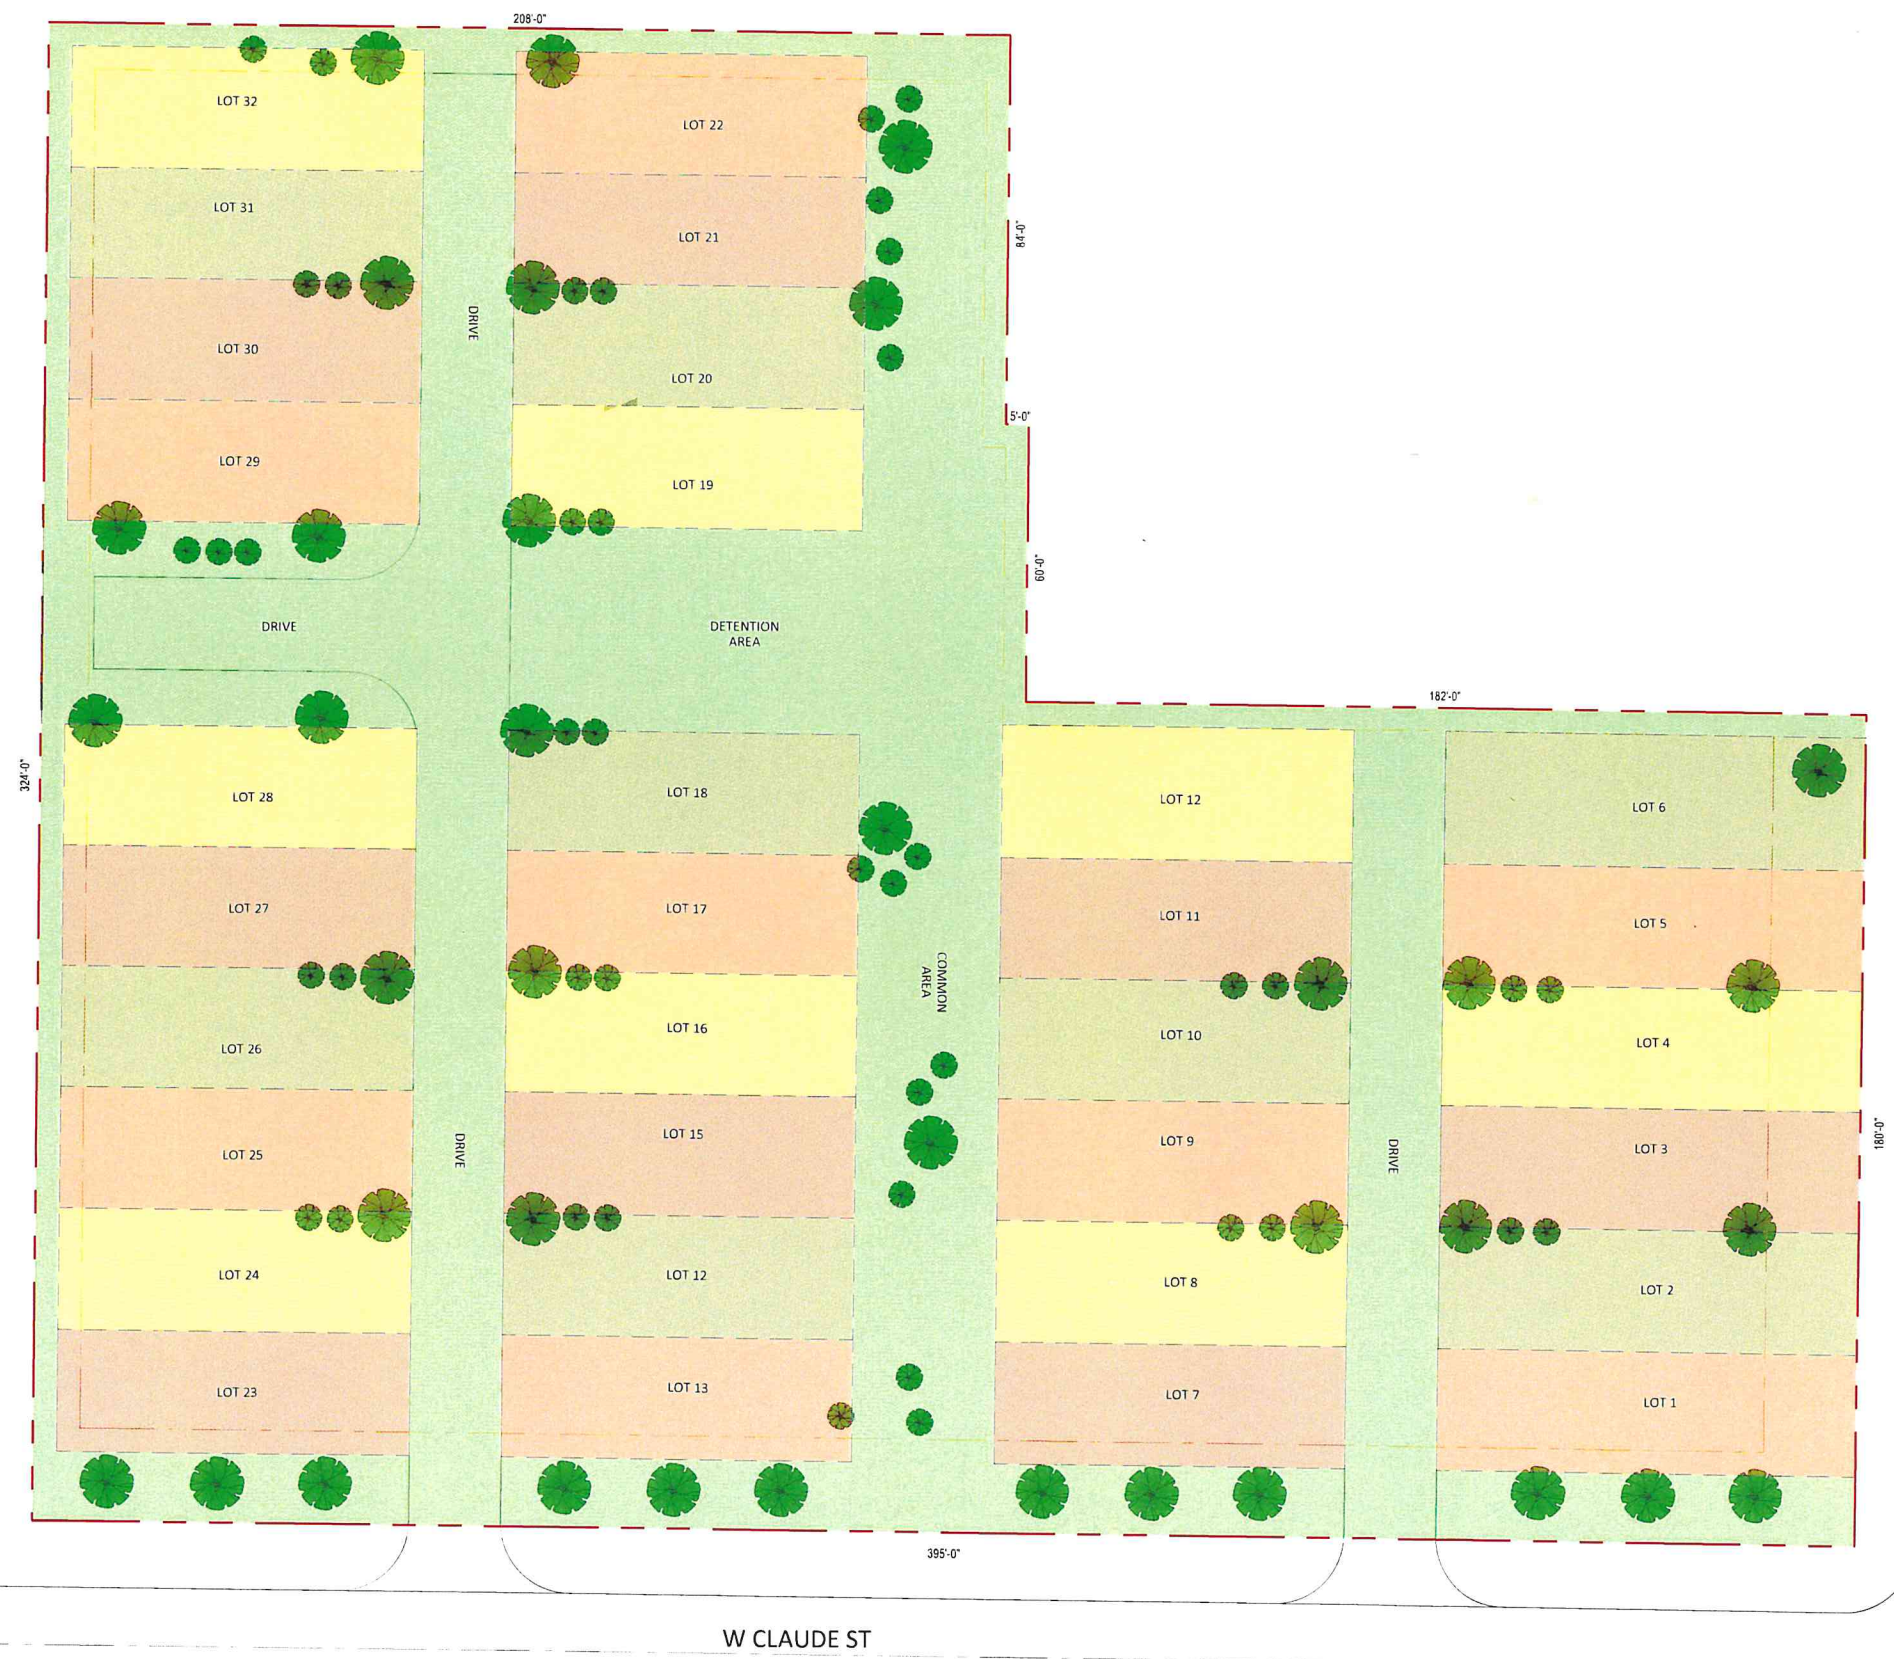 208'-0"
LOT 32
LOT 22
LOT 31
LOT 21
84'-0"
DRIVE
LOT 30
LOT 20
5'-0"
LOT 29
LOT 19
60'-0"
DRIVE
DETENTION
AREA
182'-0"
324'-0"
LOT 28
LOT 18
LOT 12
LOT 6
LOT 27
LOT 17
LOT 11
LOT 5
COMMON
AREA
LOT 26
LOT 16
LOT 10
LOT 4
LOT 25
DRIVE
LOT 15
LOT 9
DRIVE
LOT 3
180'-0"
LOT 24
LOT 12
LOT 8
LOT 2
LOT 23
LOT 13
LOT 7
LOT 1
395'-0"
W CLAUDE ST